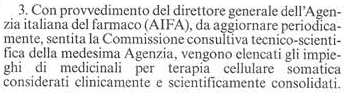 3. Con provvedimento del direttore generale dell'Agen-
zia italiana del farmaco (AIFA), da aggiornare periodica-
mente, sentita la Commissione consultiva tecnico-scienti-
fica della medesima Agenzia, vengono elencati gli impie-
ghi di medicinali per terapia cellulare somatica
considerati clinicamente e scientificamente consolidati.